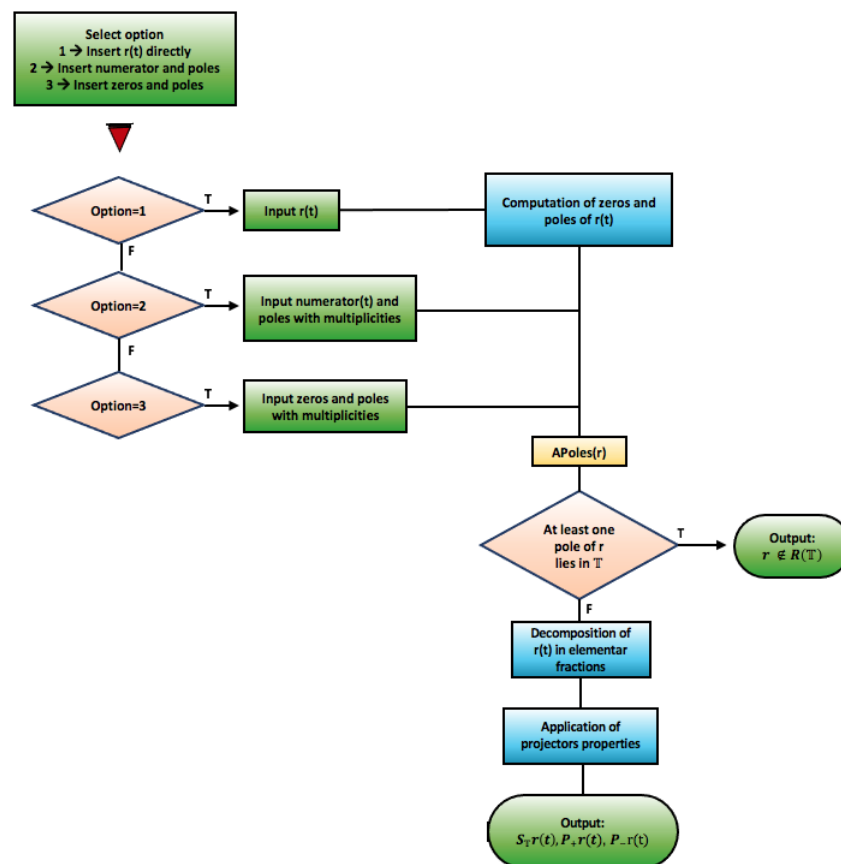 Select option
1 → Insert r(t) directly
2 → Insert numerator and poles
3 → Insert zeros and poles
Option=1
T
Input r(t)
Computation of zeros and
poles of r(t)
F
Option=2
T
Input numerator(t) and
poles with multiplicities
F
Option=3
T
Input zeros and poles
with multiplicities
APoles(r)
At least one
pole of r
lies in 𝕋
T
Output:
r ∉ R(𝕋)
F
Decomposition of
r(t) in elementar
fractions
Application of
projectors properties
Output:
S_𝕋 r(t), P₊r(t), P₋r(t)